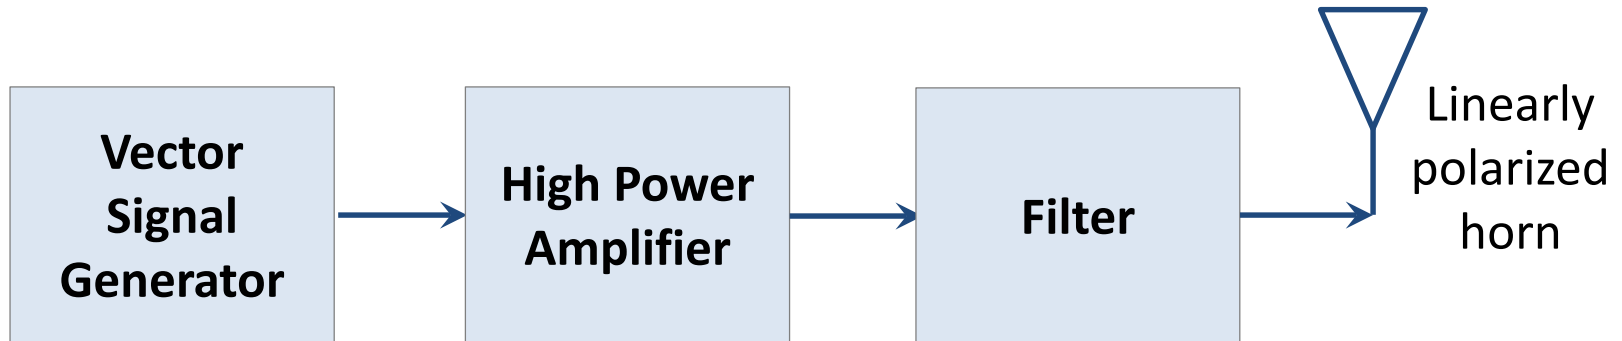 Vector
Signal
Generator
High Power
Amplifier
Filter
Linearly
polarized
horn